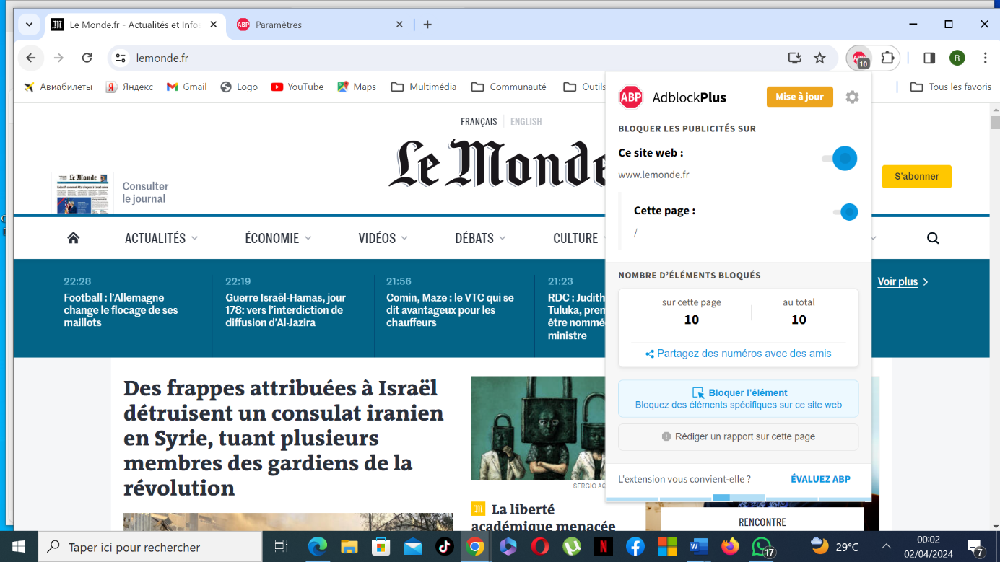 Le Monde.fr - Actualités et Infos
ABP Paramètres
lemonde.fr
10
R
Авиабилеты
Яндекс
Gmail
Logo
YouTube
Maps
Multimédia
Communauté
Outils
Tous les favoris
FRANÇAIS
ENGLISH
Le Monde
Le Monde
Consulter
le journal
S'abonner
ACTUALITÉS
ÉCONOMIE
VIDÉOS
DÉBATS
CULTURE
22:28
Football : l’Allemagne
change le flocage de ses
maillots
22:19
Guerre Israël-Hamas, jour
178: vers l’interdiction de
diffusion d’Al-Jazira
21:56
Comin, Maze : le VTC qui se
dit avantageux pour les
chauffeurs
21:23
RDC : Judith
Tuluka, prem
être nommé
ministre
Voir plus
Des frappes attribuées à Israël
détruisent un consulat iranien
en Syrie, tuant plusieurs
membres des gardiens de la
révolution
SERGIO AQ
La liberté
académique menacée
RENCONTRE
ABP AdblockPlus
Mise à jour
BLOQUER LES PUBLICITÉS SUR
Ce site web :
www.lemonde.fr
Cette page :
/
NOMBRE D’ÉLÉMENTS BLOQUÉS
sur cette page
10
au total
10
Partagez des numéros avec des amis
Bloquer l’élément
Bloquez des éléments spécifiques sur ce site web
Rédiger un rapport sur cette page
L'extension vous convient-elle ?
ÉVALUEZ ABP
Taper ici pour rechercher
17
29°C
00:02
02/04/2024
7